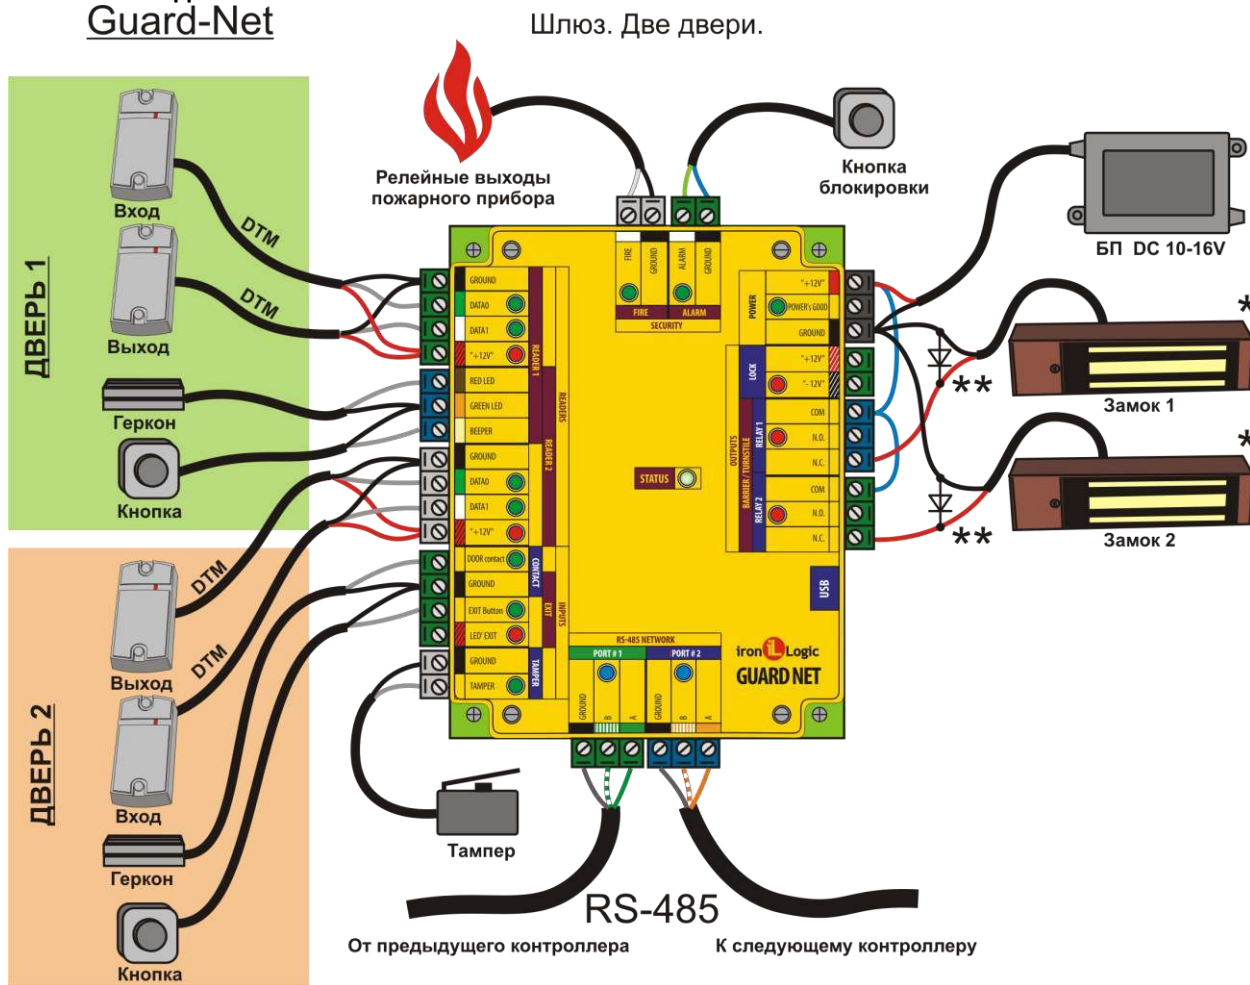 Guard-Net
Шлюз. Две двери.
ДВЕРЬ 1
Вход
DTM
Выход
DTM
Геркон
Кнопка
ДВЕРЬ 2
DTM
Выход
DTM
Вход
Геркон
Кнопка
Релейные выходы
пожарного прибора
Кнопка
блокировки
БП DC 10-16V
*
Замок 1
**
*
Замок 2
**
FIRE
GROUND
ALARM
GROUND
FIRE
ALARM
SECURITY
GROUND
DATA0
DATA1
"+12V"
RED LED
GREEN LED
BEEPER
GROUND
DATA0
DATA1
"+12V"
READER 1
READER 2
READERS
DOOR contact
GROUND
EXIT Button
LED' EXIT
GROUND
TAMPER
CONTACT
EXIT
TAMPER
INPUTS
POWER
"+12V"
POWER's GOOD
GROUND
LOCK
"+12V"
"- 12V"
OUTPUTS
BARRIER / TURNSTILE
RELAY 1
COM
N.O.
N.C.
RELAY 2
COM
N.O.
N.C.
STATUS
USB
RS-485 NETWORK
PORT # 1
PORT # 2
GROUND
B
A
GROUND
B
A
iron iL Logic
GUARD NET
Тампер
RS-485
От предыдущего контроллера
К следующему контроллеру